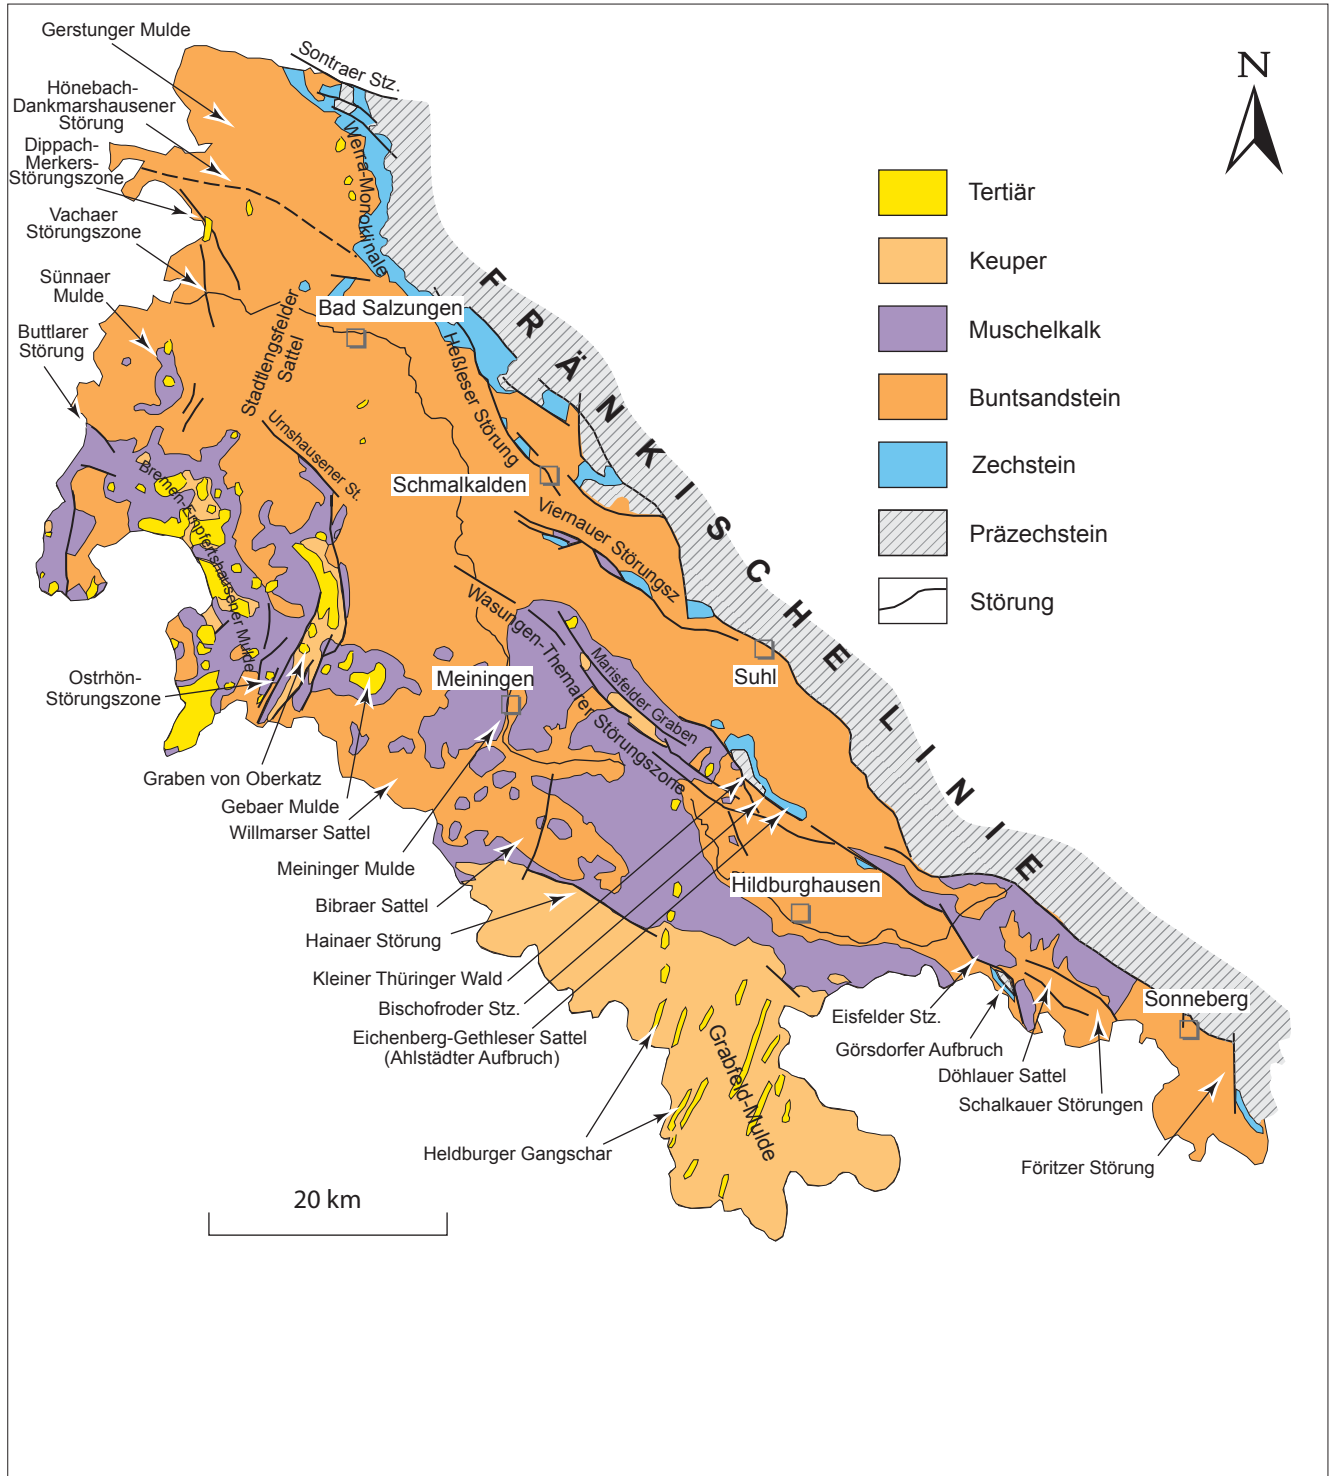 Gerstunger Mulde
Sontraer Stz.
Hönebach-
Dankmarshausener
Störung
Dippach-
Merkers-
Störungszone
Vachaer
Störungszone
Sünnaer
Mulde
Buttlarer
Störung
Werra-Monoklinale
Stadtlengsfelder
Sattel
Bad Salzungen
Heßleser Störung
Urnshausener St.
Schmalkalden
Bremen-Empfertshausener Mulde
Viernauer Störungsz
Wasungen-Themarer Störungszone
Marisfelder Graben
Suhl
Meiningen
Ostrhön-
Störungszone
Graben von Oberkatz
Gebaer Mulde
Willmarser Sattel
Meininger Mulde
Bibraer Sattel
Hainaer Störung
Kleiner Thüringer Wald
Bischofroder Stz.
Eichenberg-Gethleser Sattel
(Ahlstädter Aufbruch)
Heldburger Gangschar
Grabfeld-Mulde
Hildburghausen
Eisfelder Stz.
Görsdorfer Aufbruch
Döhlauer Sattel
Schalkauer Störungen
Sonneberg
Föritzer Störung
FRÄNKISCHE LINIE
N
Tertiär
Keuper
Muschelkalk
Buntsandstein
Zechstein
Präzechstein
Störung
20 km